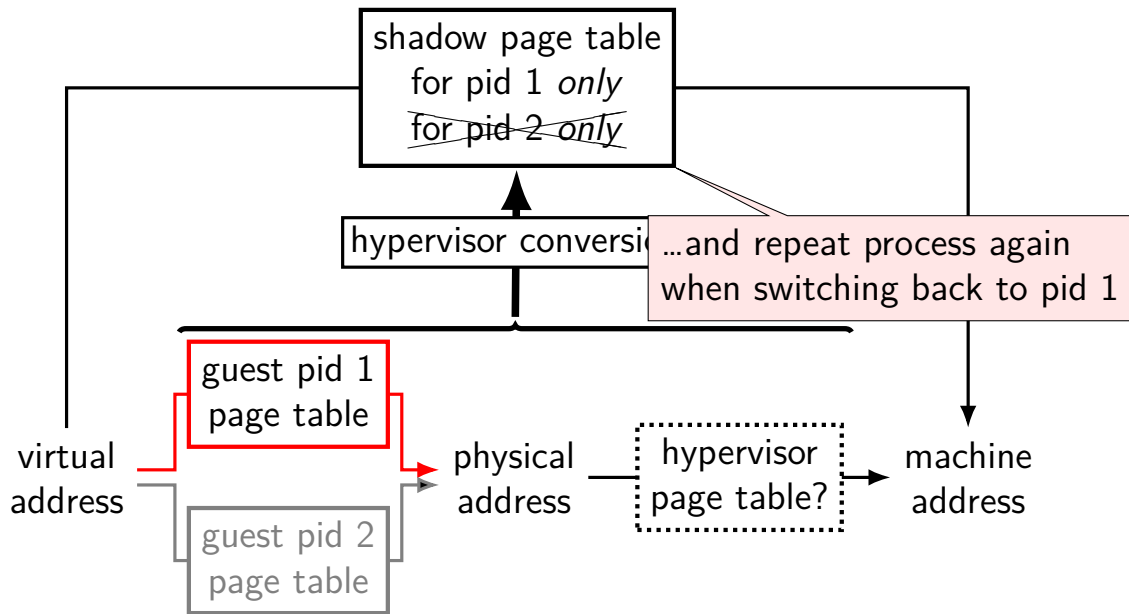 shadow page table
for pid 1 only
for pid 2 only
hypervisor conversi
…and repeat process again
when switching back to pid 1
guest pid 1
page table
virtual
address
physical
address
hypervisor
page table?
machine
address
guest pid 2
page table